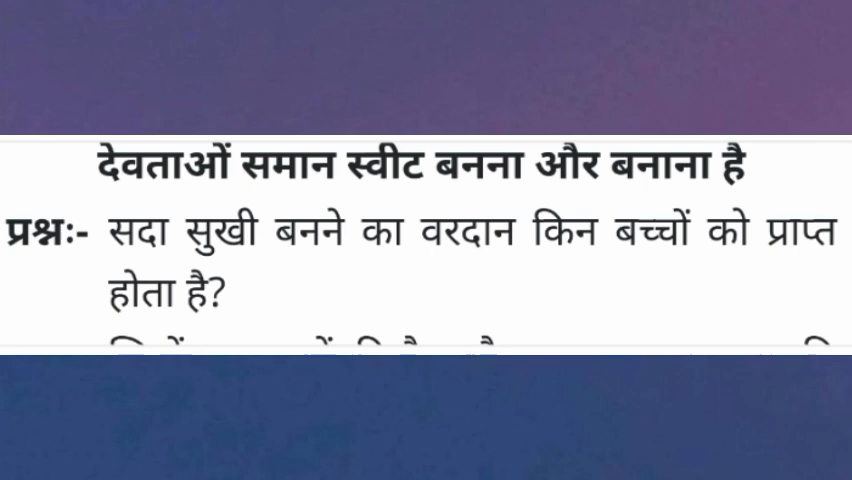 देवताओं समान स्वीट बनना और बनाना है
प्रश्नः- सदा सुखी बनने का वरदान किन बच्चों को प्राप्त
होता है?